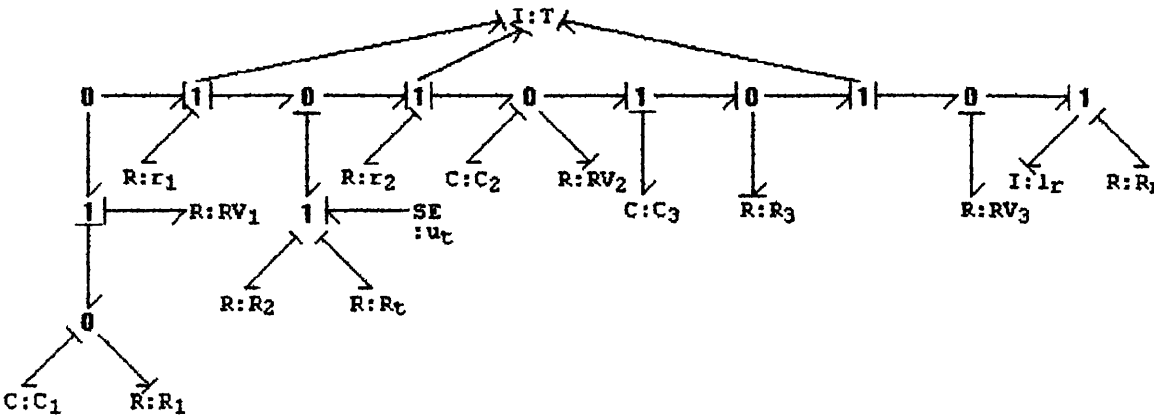 I:T
0 1 0 1 0 1 0 1 0 1
R:r₁ R:r₂ C:C₂ R:RV₂ I:lᵣ
1 R:RV₁ 1 SE C:C₃ R:R₃ R:RV₃
:uₜ
R:R₂ R:Rₜ
0
C:C₁ R:R₁